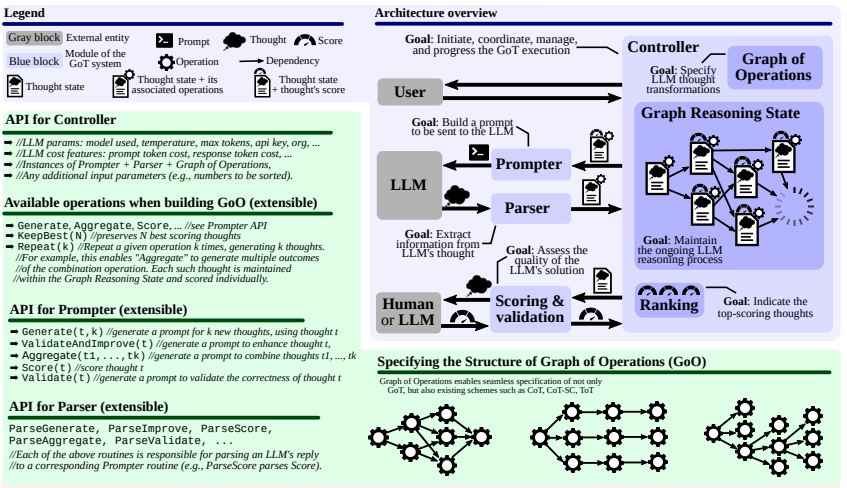 Legend
Gray block External entity
Prompt
Thought
Score
Blue block Module of the
GoT system
Operation
Dependency
Thought state
Thought state + its
associated operations
Thought state
+ thought's score
API for Controller
➡ //LLM params: model used, temperature, max tokens, api key, org, ...
➡ //LLM cost features: prompt token cost, response token cost, ...
➡ //Instances of Prompter + Parser + Graph of Operations,
➡ //Any additional input parameters (e.g., numbers to be sorted).
Available operations when building GoO (extensible)
➡ Generate, Aggregate, Score, ... //see Prompter API
➡ KeepBest(N) //preserves N best scoring thoughts
➡ Repeat(k) //Repeat a given operation k times, generating k thoughts.
//For example, this enables "Aggregate" to generate multiple outcomes
//of the combination operation. Each such thought is maintained
//within the Graph Reasoning State and scored individually.
API for Prompter (extensible)
➡ Generate(t,k) //generate a prompt for k new thoughts, using thought t
➡ ValidateAndImprove(t) //generate a prompt to enhance thought t,
➡ Aggregate(t1,...,tk) //generate a prompt to combine thoughts t1, ..., tk
➡ Score(t) //score thought t
➡ Validate(t) //generate a prompt to validate the correctness of thought t
API for Parser (extensible)
ParseGenerate, ParseImprove, ParseScore,
ParseAggregate, ParseValidate, ...
//Each of the above routines is responsible for parsing an LLM's reply
//to a corresponding Prompter routine (e.g., ParseScore parses Score).
Architecture overview
Goal: Initiate, coordinate, manage,
and progress the GoT execution
Controller
Graph of
Operations
Goal: Specify
LLM thought
transformations
User
Goal: Build a prompt
to be sent to the LLM
Graph Reasoning State
LLM
Prompter
Parser
Goal: Extract
information from
LLM's thought
Goal: Maintain
the ongoing LLM
reasoning process
Goal: Assess the
quality of the
LLM's solution
Human
or LLM
Scoring &
validation
Ranking
Goal: Indicate the
top-scoring thoughts
Specifying the Structure of Graph of Operations (GoO)
Graph of Operations enables seamless specification of not only
GoT, but also existing schemes such as CoT, CoT-SC, ToT